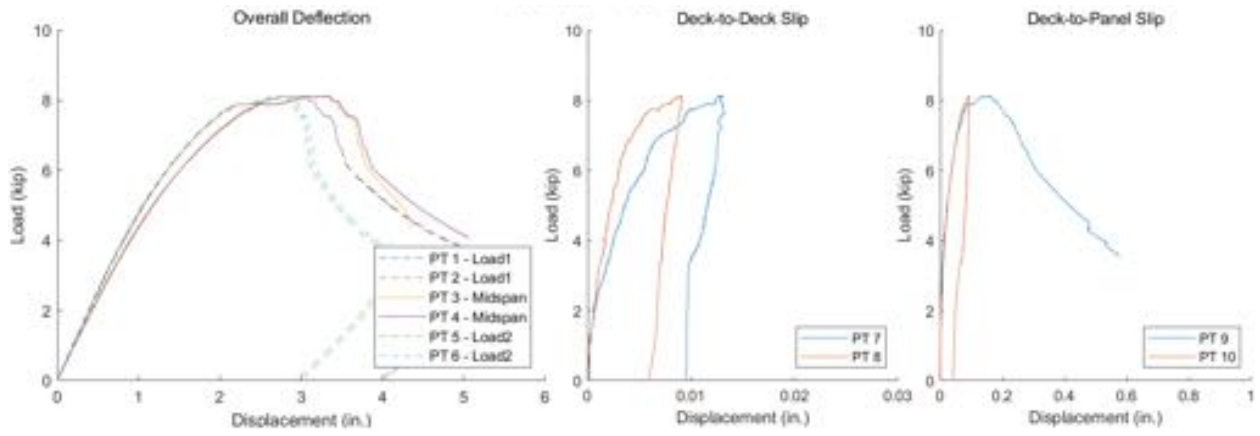 Overall Deflection
10
8
6
4
2
0
Load (kip)
0 1 2 3 4 5 6
Displacement (in.)
PT 1 - Load1
PT 2 - Load1
PT 3 - Midspan
PT 4 - Midspan
PT 5 - Load2
PT 6 - Load2
Deck-to-Deck Slip
10
8
6
4
2
0
Load (kip)
0 0.01 0.02 0.03
Displacement (in.)
PT 7
PT 8
Deck-to-Panel Slip
10
8
6
4
2
0
Load (kip)
0 0.2 0.4 0.6 0.8 1
Displacement (in.)
PT 9
PT 10